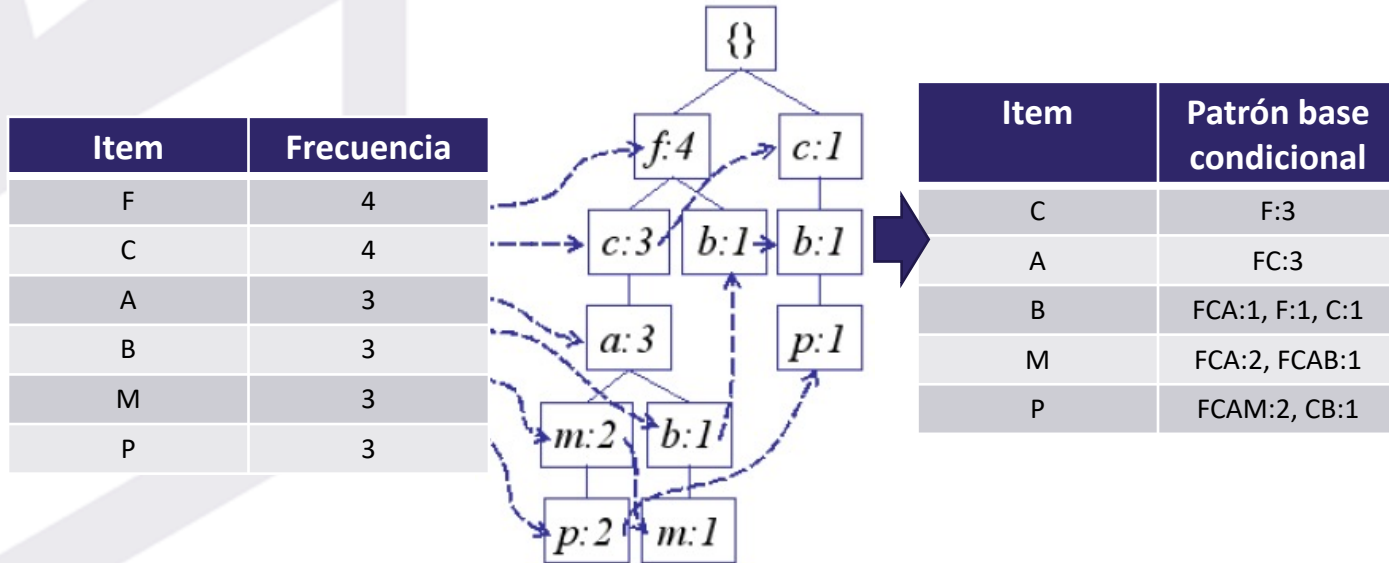 Item Frecuencia
F 4
C 4
A 3
B 3
M 3
P 3
{}
f:4 c:1
c:3 b:1 b:1
a:3 p:1
m:2 b:1
p:2 m:1
Item Patrón base
condicional
C F:3
A FC:3
B FCA:1, F:1, C:1
M FCA:2, FCAB:1
P FCAM:2, CB:1